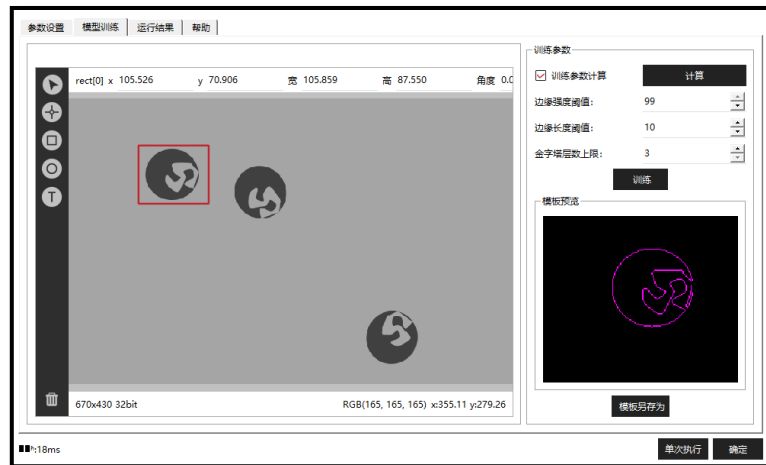 参数设置 模型训练 运行结果 帮助
rect[0] x 105.526 y 70.906 宽 105.859 高 87.550 角度 0.0
T
670x430 32bit RGB(165, 165, 165) x:355.11 y:279.26
训练参数
训练参数计算 计算
边缘强度阈值: 99
边缘长度阈值: 10
金字塔层数上限: 3
训练
模板预览
模板另存为
:18ms
单次执行 确定